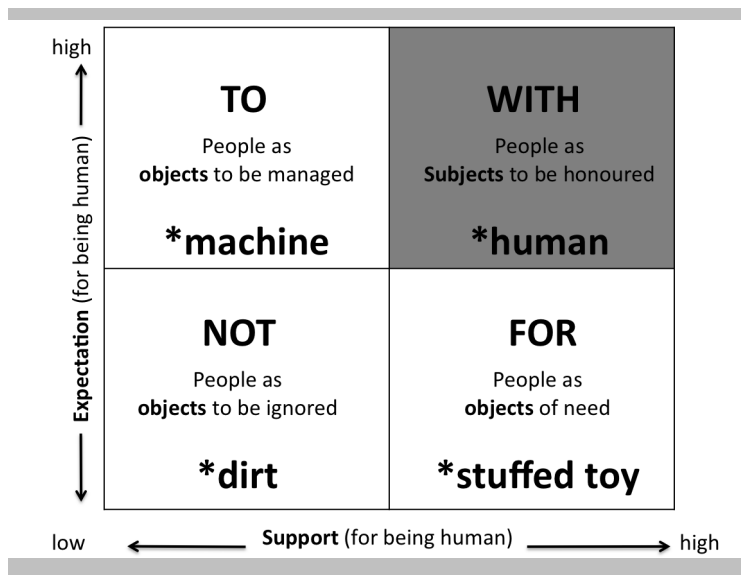 high
TO
People as
objects to be managed
*machine
WITH
People as
Subjects to be honoured
*human
Expectation (for being human)
NOT
People as
objects to be ignored
*dirt
FOR
People as
objects of need
*stuffed toy
low
Support (for being human)
high